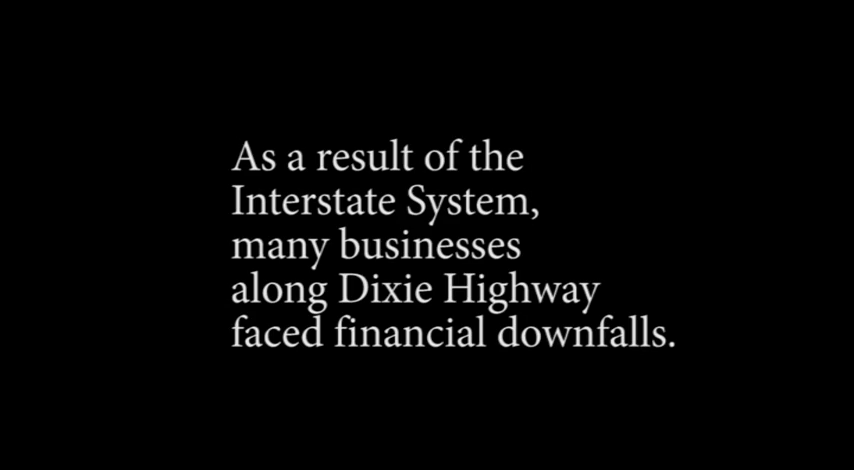 As a result of the
Interstate System,
many businesses
along Dixie Highway
faced financial downfalls.